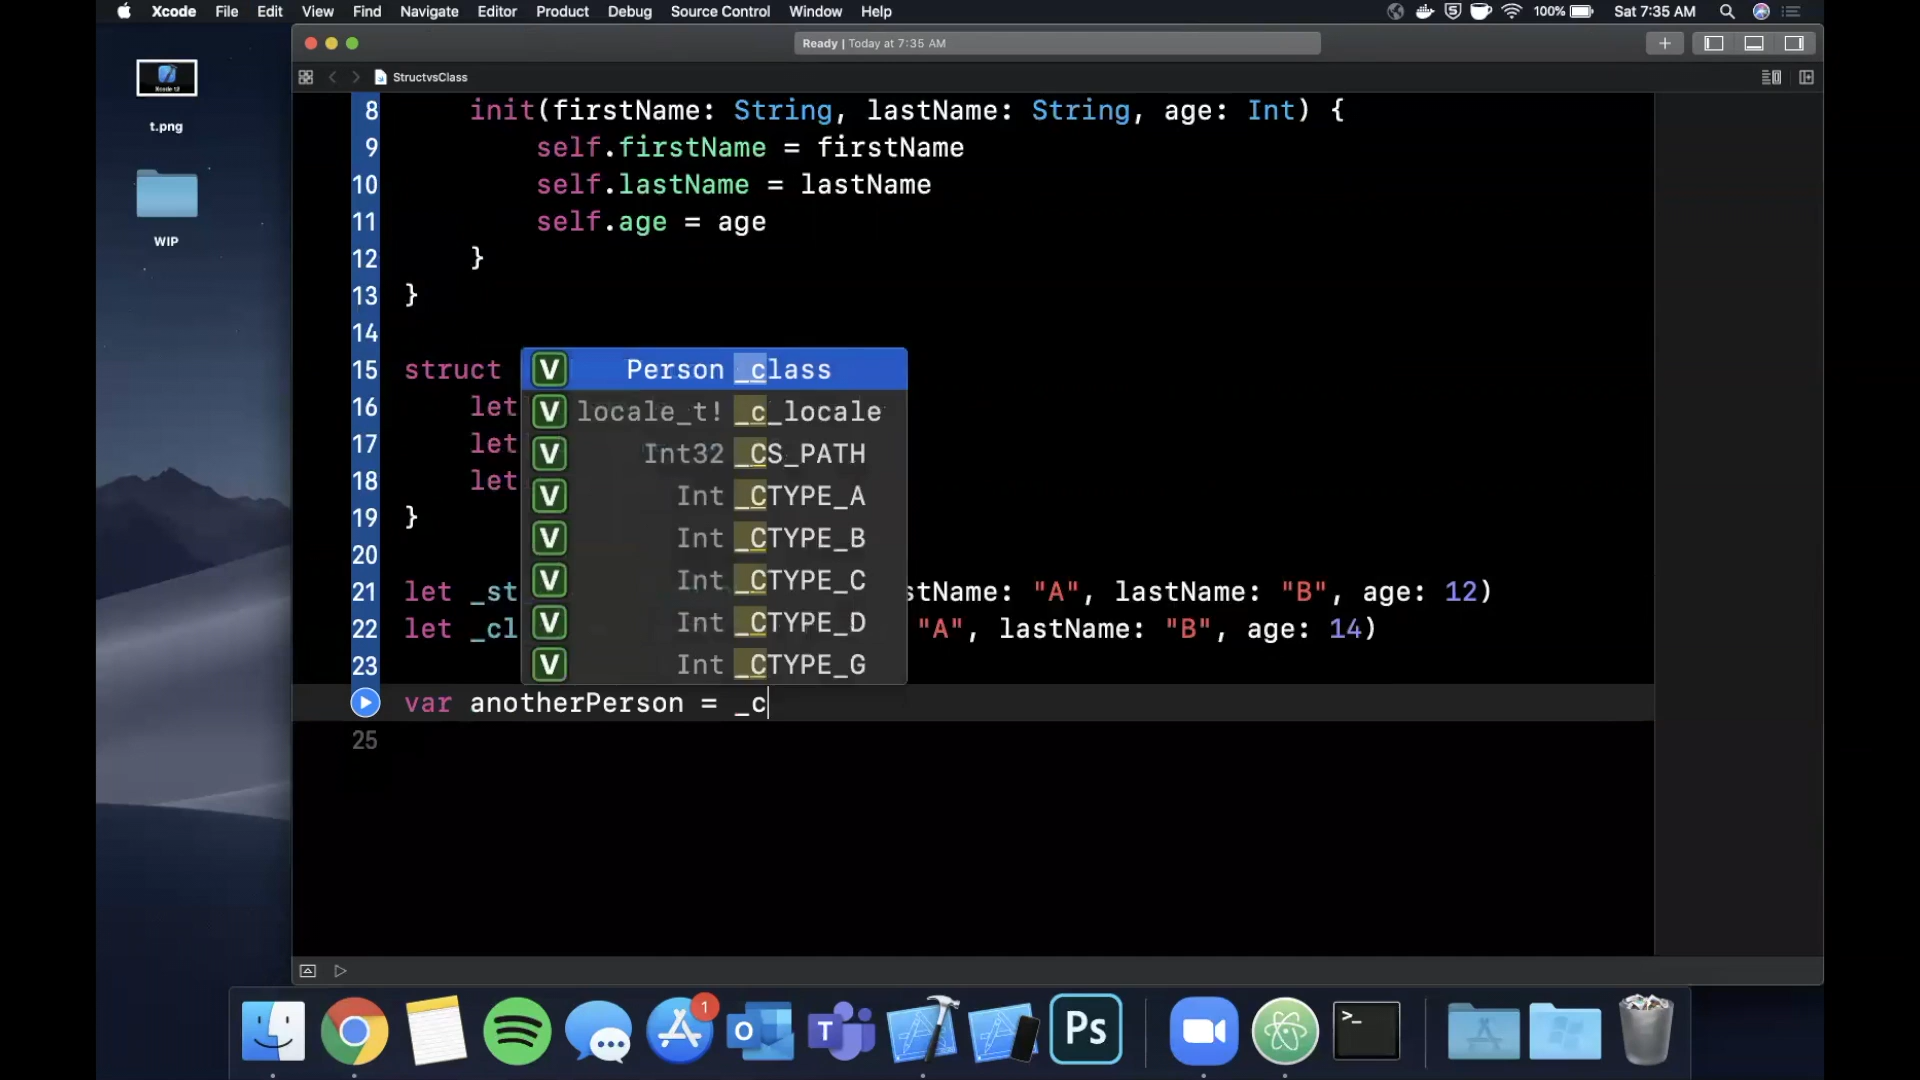 Xcode File Edit View Find Navigate Editor Product Debug Source Control Window Help 100% Sat 7:35 AM
Ready | Today at 7:35 AM
StructvsClass
t.png
WIP
8 init(firstName: String, lastName: String, age: Int) {
9 self.firstName = firstName
10 self.lastName = lastName
11 self.age = age
12 }
13 }
14
15 struct
16 let
17 let
18 let
19 }
20
21 let _st stName: "A", lastName: "B", age: 12)
22 let _cl "A", lastName: "B", age: 14)
23
V Person _class
V locale_t! _c_locale
V Int32 _CS_PATH
V Int _CTYPE_A
V Int _CTYPE_B
V Int _CTYPE_C
V Int _CTYPE_D
V Int _CTYPE_G
var anotherPerson = _c
25
1
O
T
Ps
>_